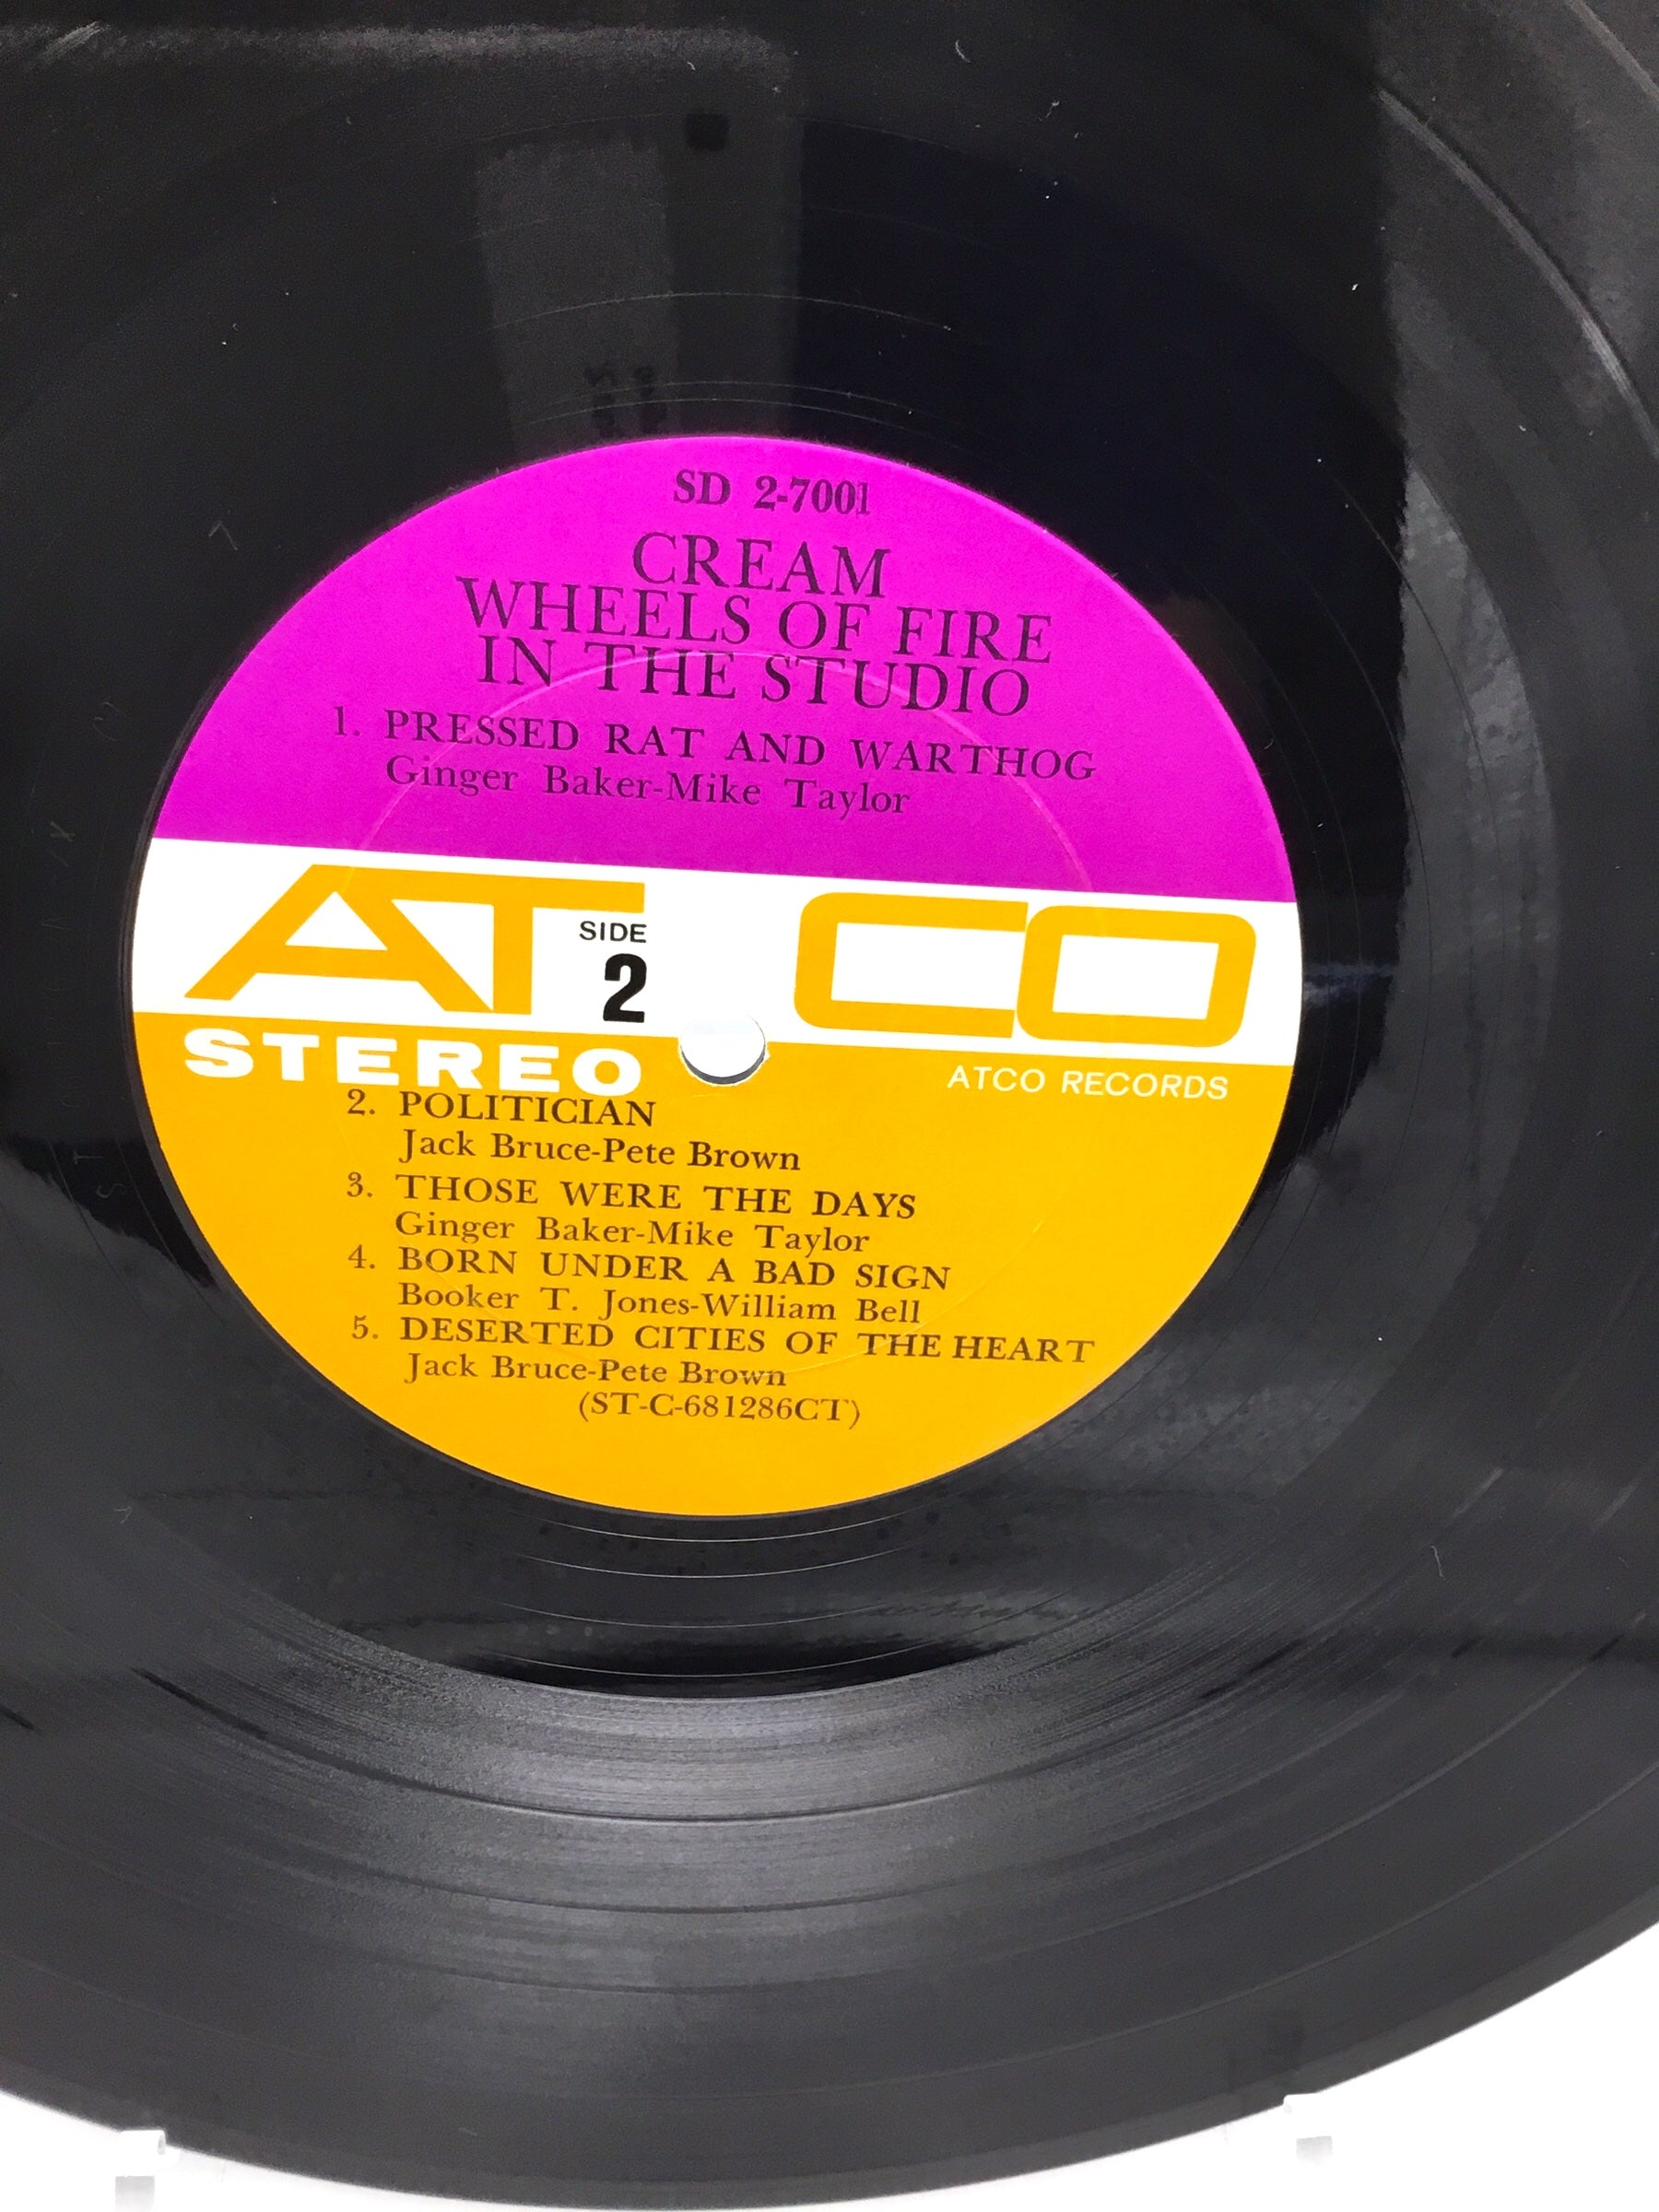 SD 2-7001
CREAM
WHEELS OF FIRE
IN THE STUDIO
1. PRESSED RAT AND WARTHOG
Ginger Baker-Mike Taylor
ATCO
SIDE
2
STEREO
ATCO RECORDS
2. POLITICIAN
Jack Bruce-Pete Brown
3. THOSE WERE THE DAYS
Ginger Baker-Mike Taylor
4. BORN UNDER A BAD SIGN
Booker T. Jones-William Bell
5. DESERTED CITIES OF THE HEART
Jack Bruce-Pete Brown
(ST-C-681286CT)